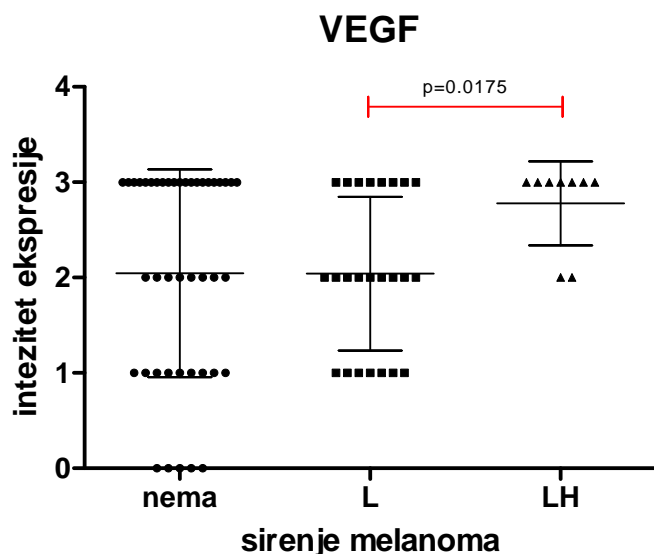 VEGF
p=0.0175
intezitet ekspresije
4
3
2
1
0
nema L LH
sirenje melanoma